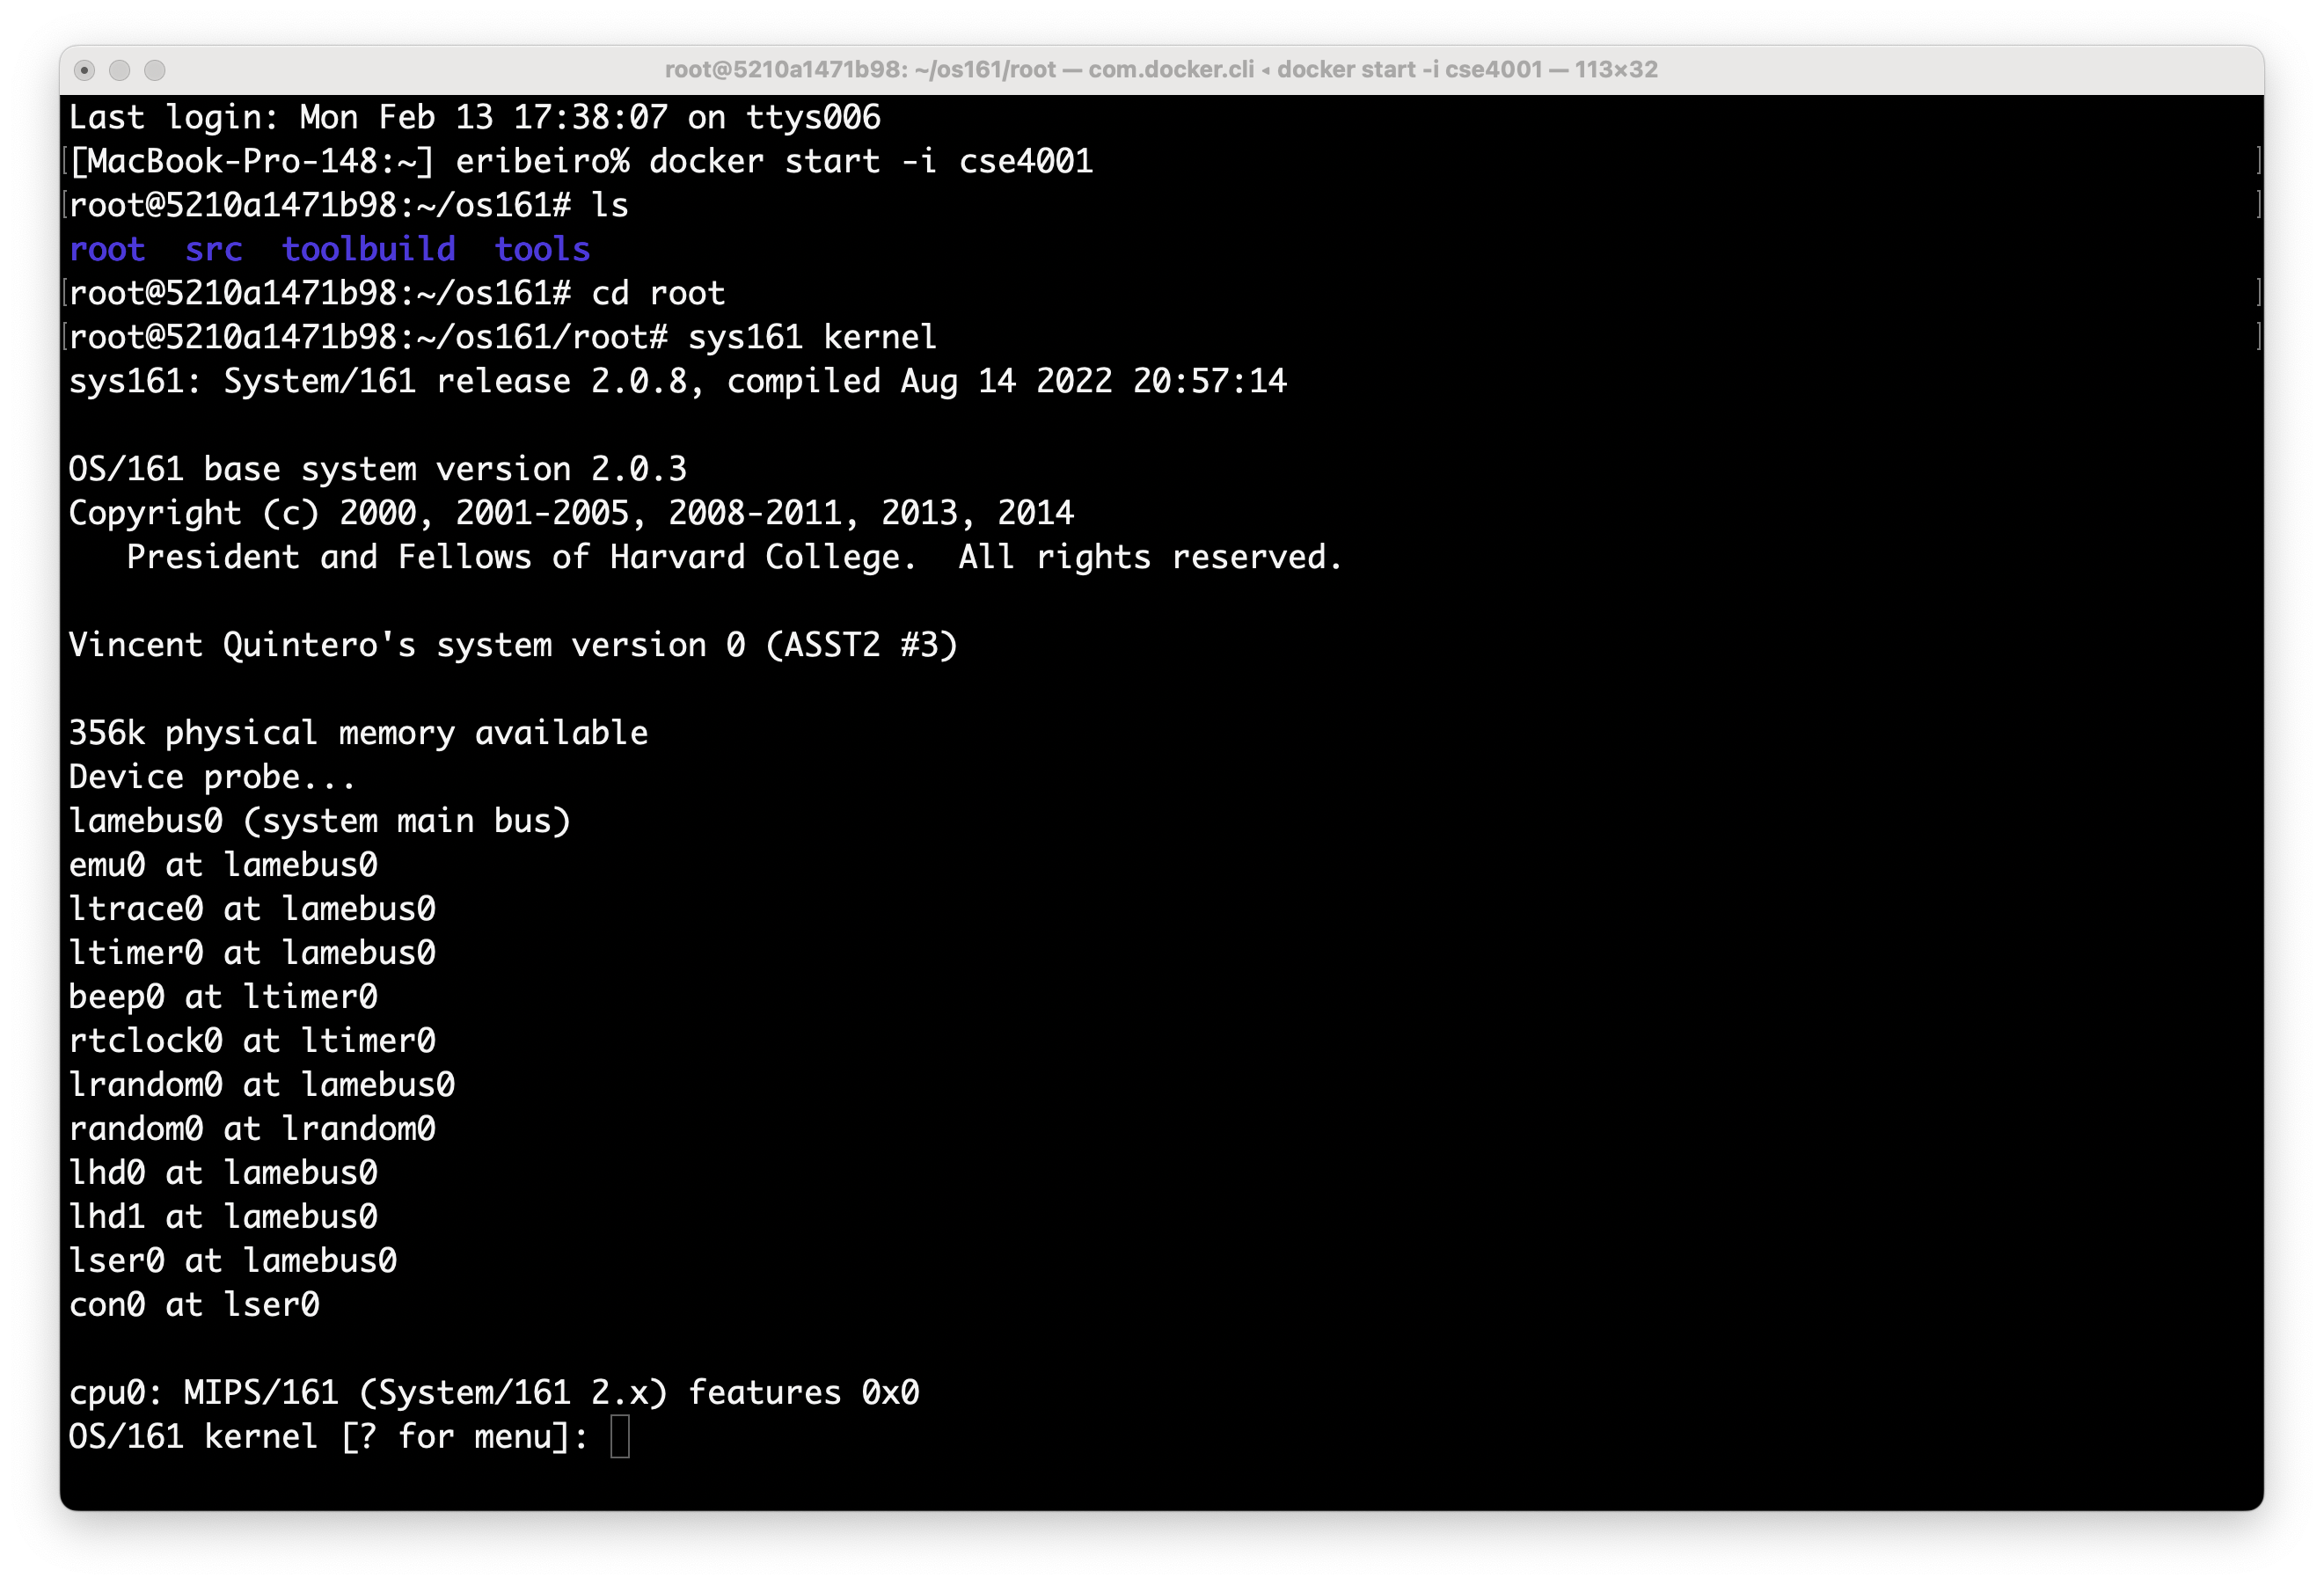 root@5210a1471b98: ~/os161/root — com.docker.cli ◂ docker start -i cse4001 — 113×32
Last login: Mon Feb 13 17:38:07 on ttys006
[[MacBook-Pro-148:~] eribeiro% docker start -i cse4001 ]
[root@5210a1471b98:~/os161# ls ]
root  src  toolbuild  tools
[root@5210a1471b98:~/os161# cd root ]
[root@5210a1471b98:~/os161/root# sys161 kernel ]
sys161: System/161 release 2.0.8, compiled Aug 14 2022 20:57:14
OS/161 base system version 2.0.3
Copyright (c) 2000, 2001-2005, 2008-2011, 2013, 2014
   President and Fellows of Harvard College.  All rights reserved.
Vincent Quintero's system version 0 (ASST2 #3)
356k physical memory available
Device probe...
lamebus0 (system main bus)
emu0 at lamebus0
ltrace0 at lamebus0
ltimer0 at lamebus0
beep0 at ltimer0
rtclock0 at ltimer0
lrandom0 at lamebus0
random0 at lrandom0
lhd0 at lamebus0
lhd1 at lamebus0
lser0 at lamebus0
con0 at lser0
cpu0: MIPS/161 (System/161 2.x) features 0x0
OS/161 kernel [? for menu]: